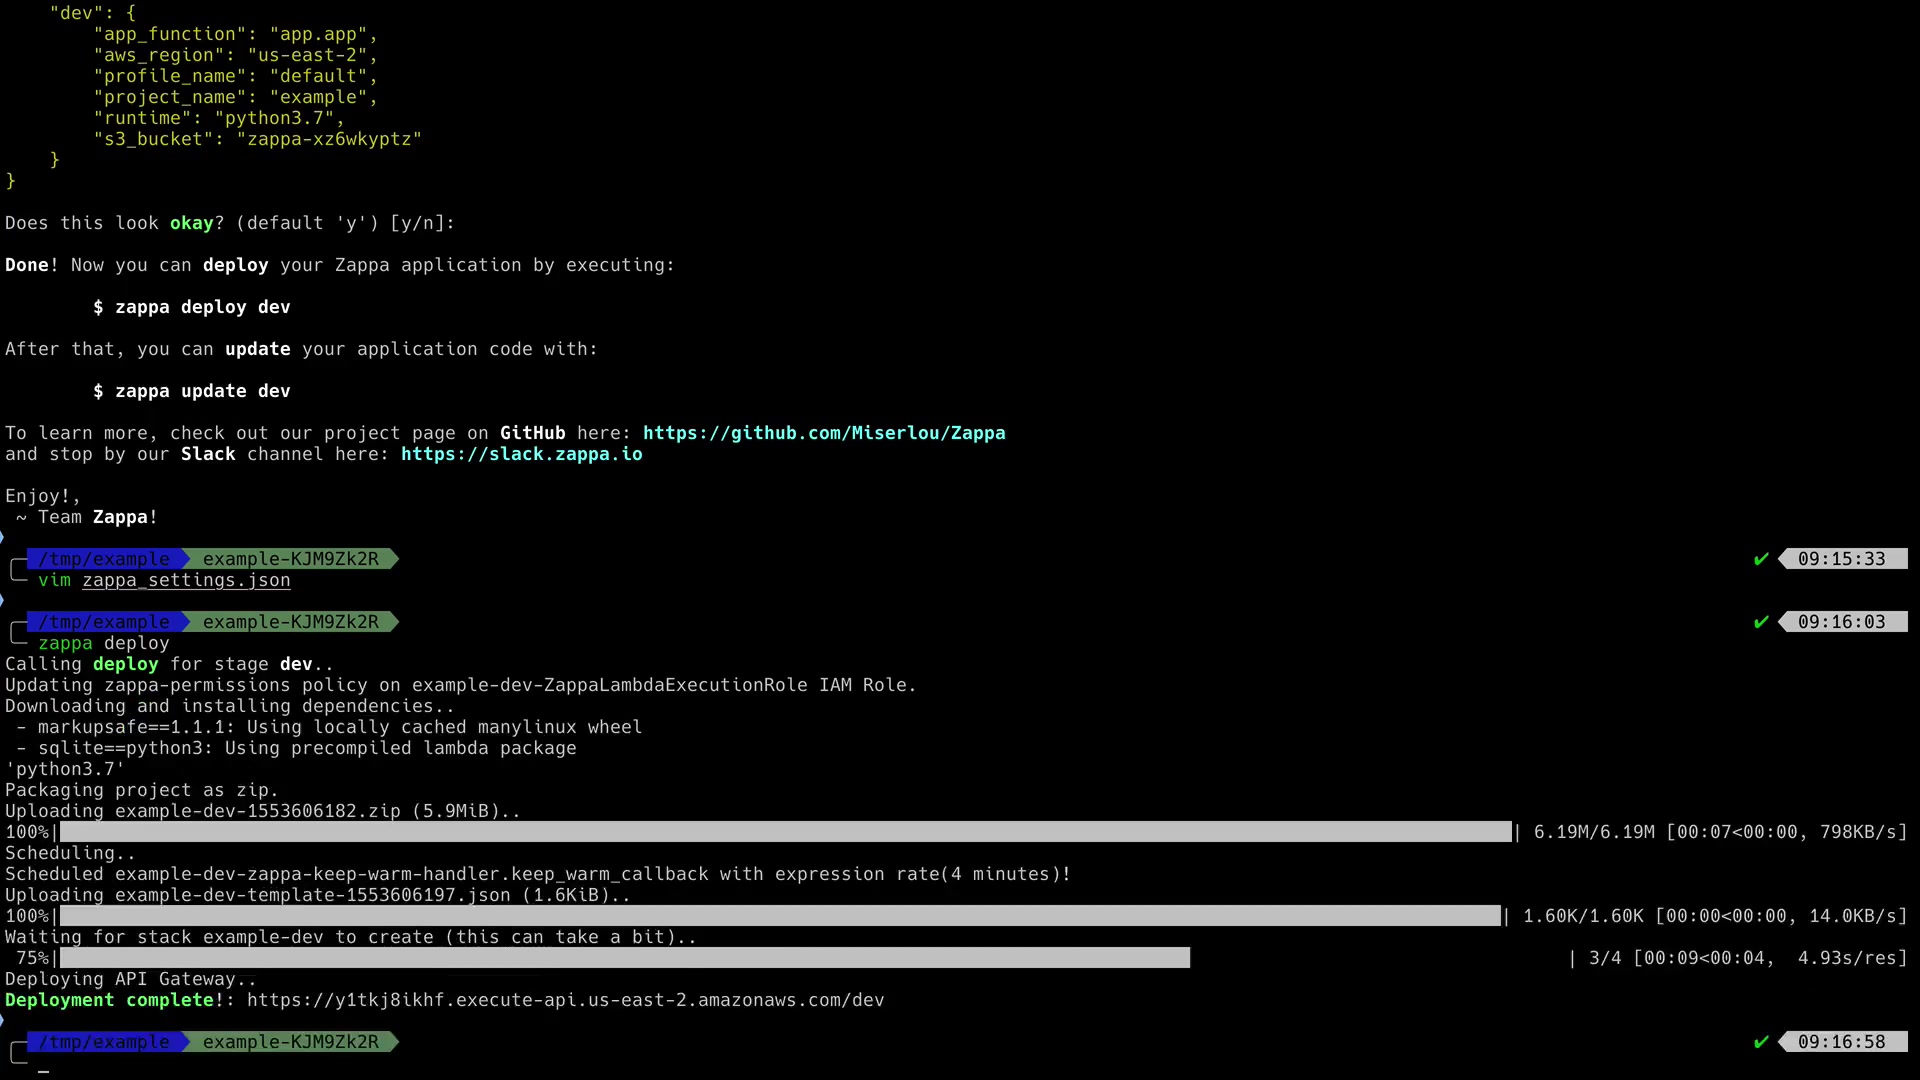 "dev": {
        "app_function": "app.app",
        "aws_region": "us-east-2",
        "profile_name": "default",
        "project_name": "example",
        "runtime": "python3.7",
        "s3_bucket": "zappa-xz6wkyptz"
    }
}
Does this look okay? (default 'y') [y/n]:
Done! Now you can deploy your Zappa application by executing:
        $ zappa deploy dev
After that, you can update your application code with:
        $ zappa update dev
To learn more, check out our project page on GitHub here: https://github.com/Miserlou/Zappa
and stop by our Slack channel here: https://slack.zappa.io
Enjoy!,
 ~ Team Zappa!
/tmp/example example-KJM9Zk2R ✔ 09:15:33
vim zappa_settings.json
/tmp/example example-KJM9Zk2R ✔ 09:16:03
zappa deploy
Calling deploy for stage dev..
Updating zappa-permissions policy on example-dev-ZappaLambdaExecutionRole IAM Role.
Downloading and installing dependencies..
 - markupsafe==1.1.1: Using locally cached manylinux wheel
 - sqlite==python3: Using precompiled lambda package
'python3.7'
Packaging project as zip.
Uploading example-dev-1553606182.zip (5.9MiB)..
100%| | 6.19M/6.19M [00:07<00:00, 798KB/s]
Scheduling..
Scheduled example-dev-zappa-keep-warm-handler.keep_warm_callback with expression rate(4 minutes)!
Uploading example-dev-template-1553606197.json (1.6KiB)..
100%| | 1.60K/1.60K [00:00<00:00, 14.0KB/s]
Waiting for stack example-dev to create (this can take a bit)..
 75%| | 3/4 [00:09<00:04,  4.93s/res]
Deploying API Gateway..
Deployment complete!: https://y1tkj8ikhf.execute-api.us-east-2.amazonaws.com/dev
/tmp/example example-KJM9Zk2R ✔ 09:16:58